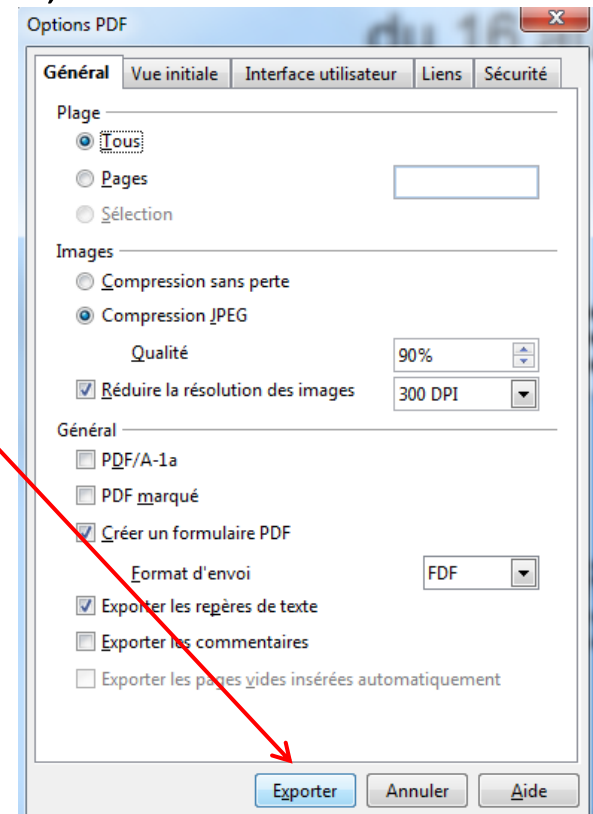 Options PDF
du 16 a
Général Vue initiale Interface utilisateur Liens Sécurité
Plage
Tous
Pages
Sélection
Images
Compression sans perte
Compression JPEG
Qualité 90%
Réduire la résolution des images 300 DPI
Général
PDF/A-1a
PDF marqué
Créer un formulaire PDF
Format d'envoi FDF
Exporter les repères de texte
Exporter les commentaires
Exporter les pages vides insérées automatiquement
Exporter Annuler Aide